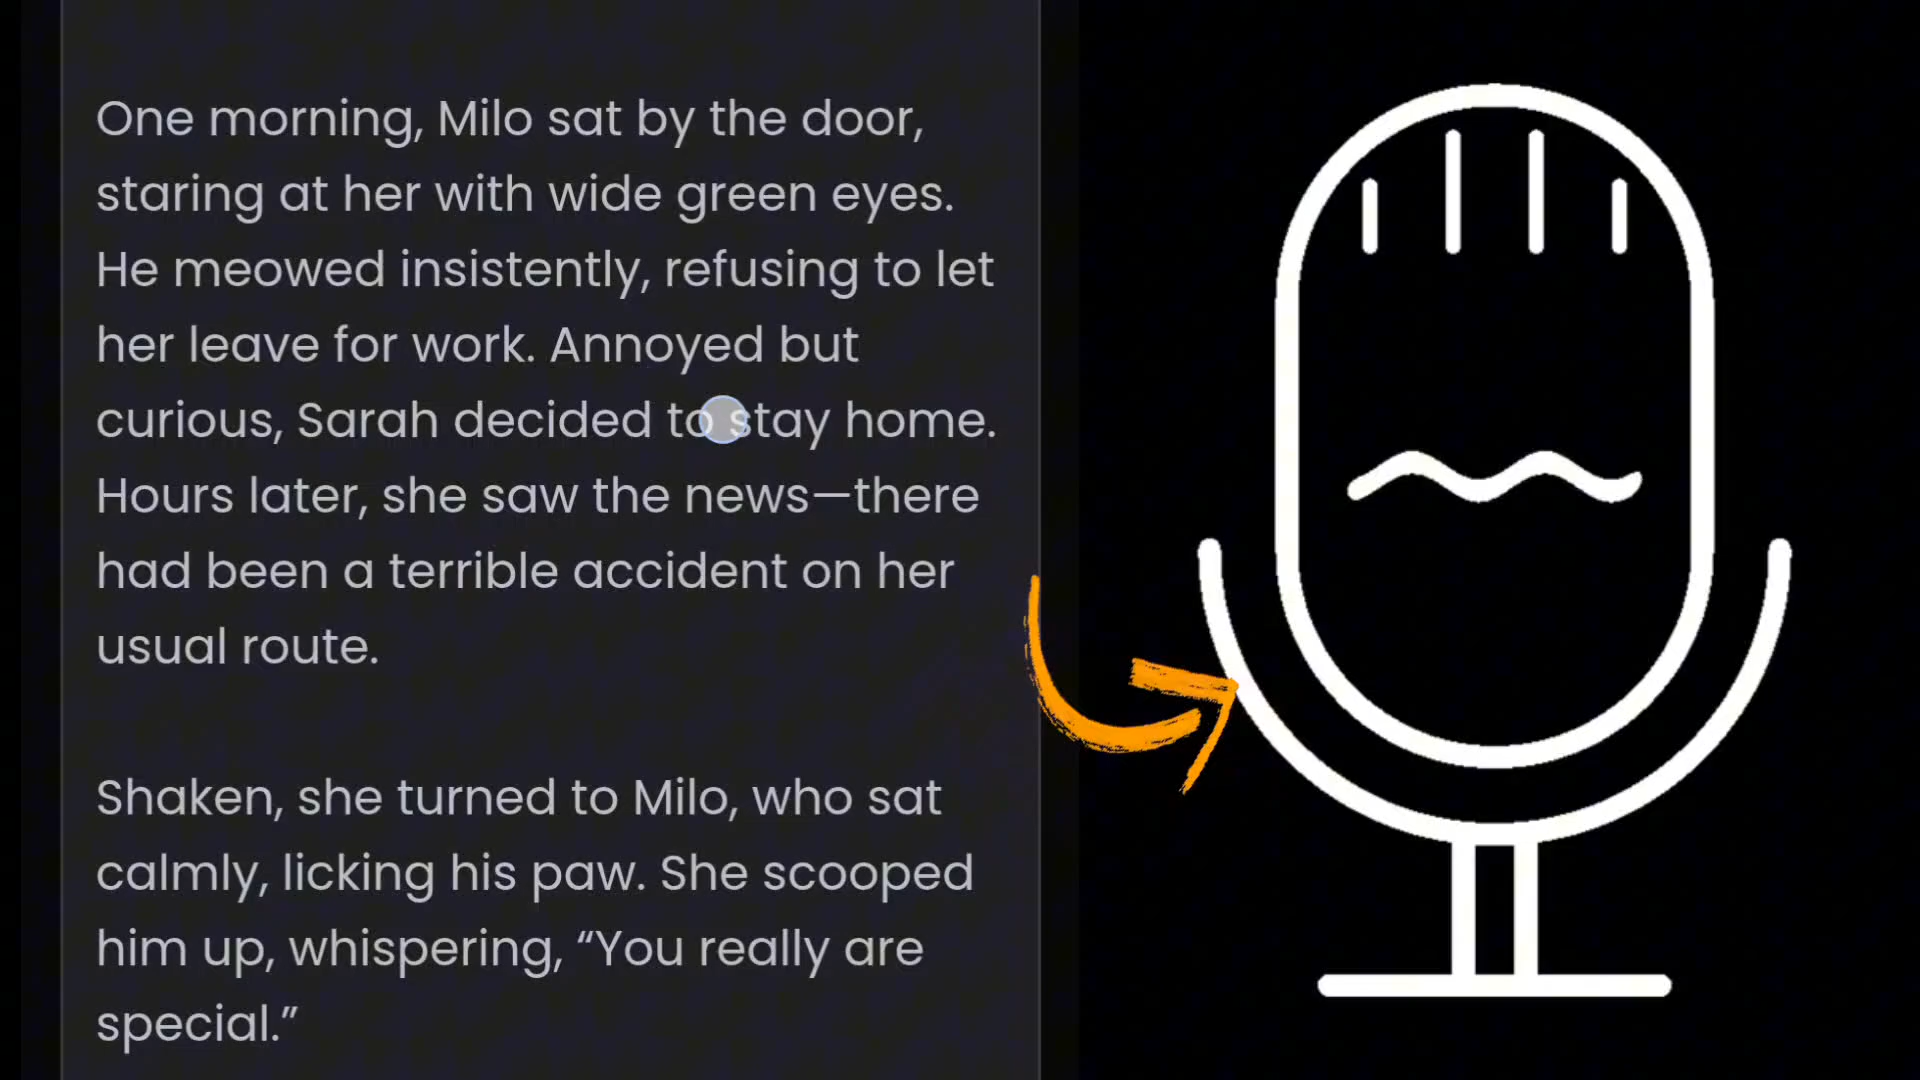 One morning, Milo sat by the door,
staring at her with wide green eyes.
He meowed insistently, refusing to let
her leave for work. Annoyed but
curious, Sarah decided to stay home.
Hours later, she saw the news—there
had been a terrible accident on her
usual route.
Shaken, she turned to Milo, who sat
calmly, licking his paw. She scooped
him up, whispering, “You really are
special.”